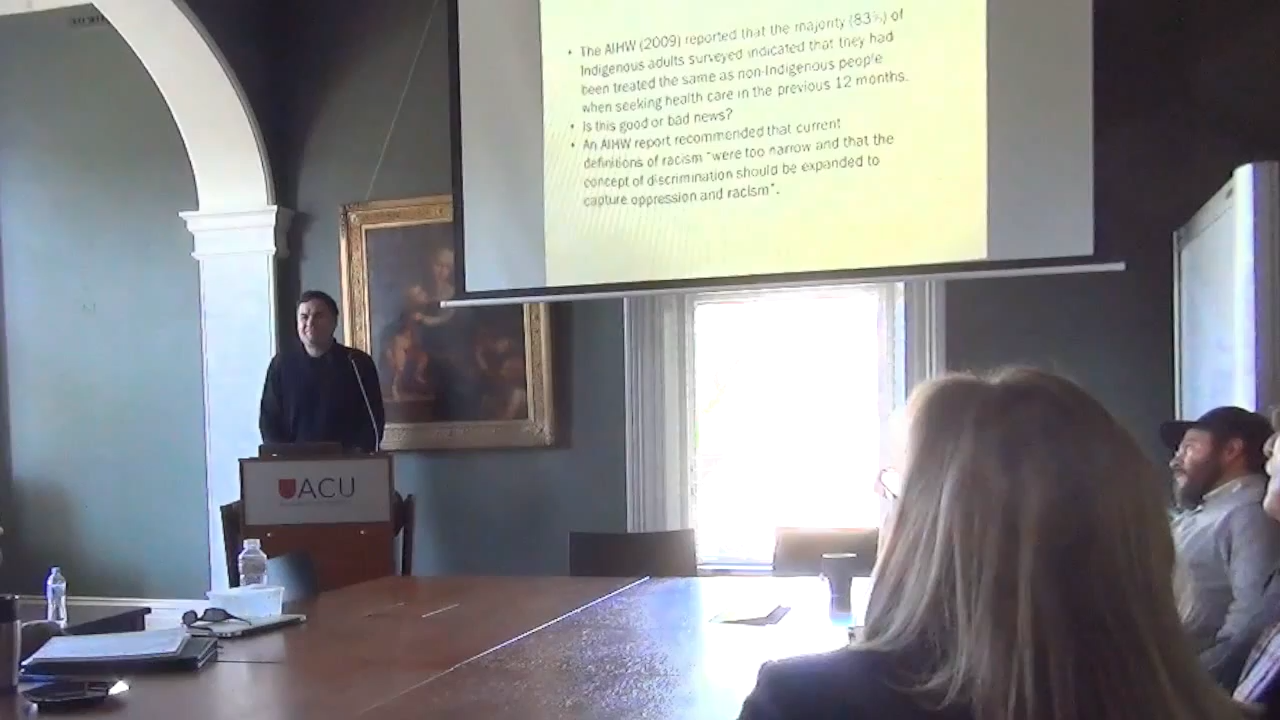 • The AIHW (2009) reported that the majority (83%) of
Indigenous adults surveyed indicated that they had
been treated the same as non-Indigenous people
when seeking health care in the previous 12 months.
• Is this good or bad news?
• An AIHW report recommended that current
definitions of racism "were too narrow and that the
concept of discrimination should be expanded to
capture oppression and racism".
ACU